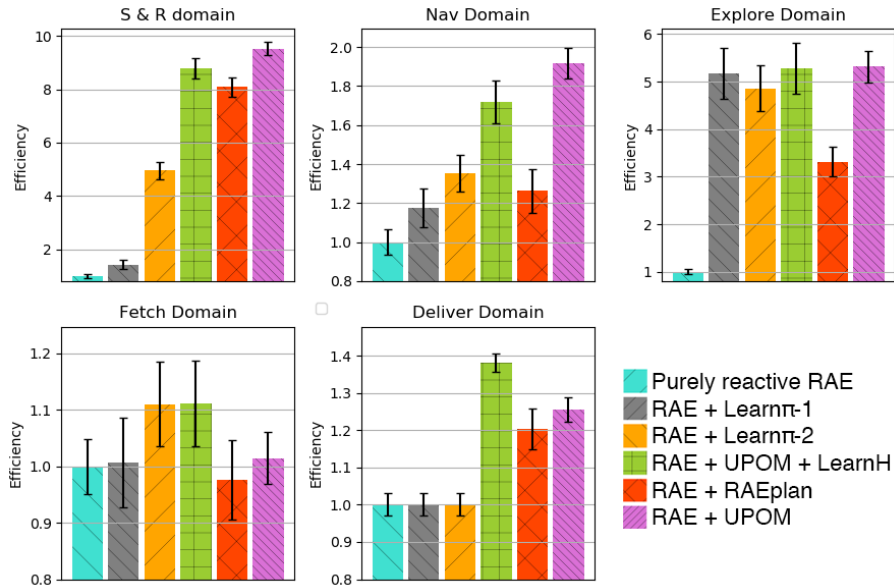 S & R domain
Efficiency
10
8
6
4
2
Nav Domain
Efficiency
2.0
1.8
1.6
1.4
1.2
1.0
0.8
Explore Domain
Efficiency
6
5
4
3
2
1
Fetch Domain
Efficiency
1.2
1.1
1.0
0.9
0.8
Deliver Domain
Efficiency
1.4
1.3
1.2
1.1
1.0
0.9
0.8
Purely reactive RAE
RAE + Learnπ-1
RAE + Learnπ-2
RAE + UPOM + LearnH
RAE + RAEplan
RAE + UPOM